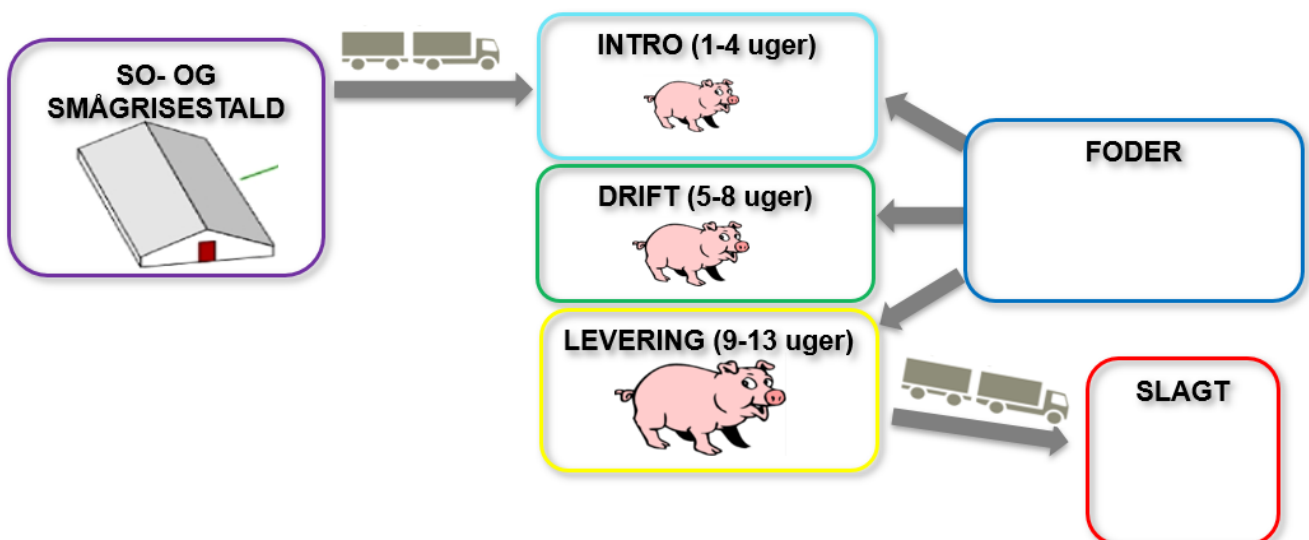 SO- OG
SMÅGRISESTALD
INTRO (1-4 uger)
DRIFT (5-8 uger)
LEVERING (9-13 uger)
FODER
SLAGT